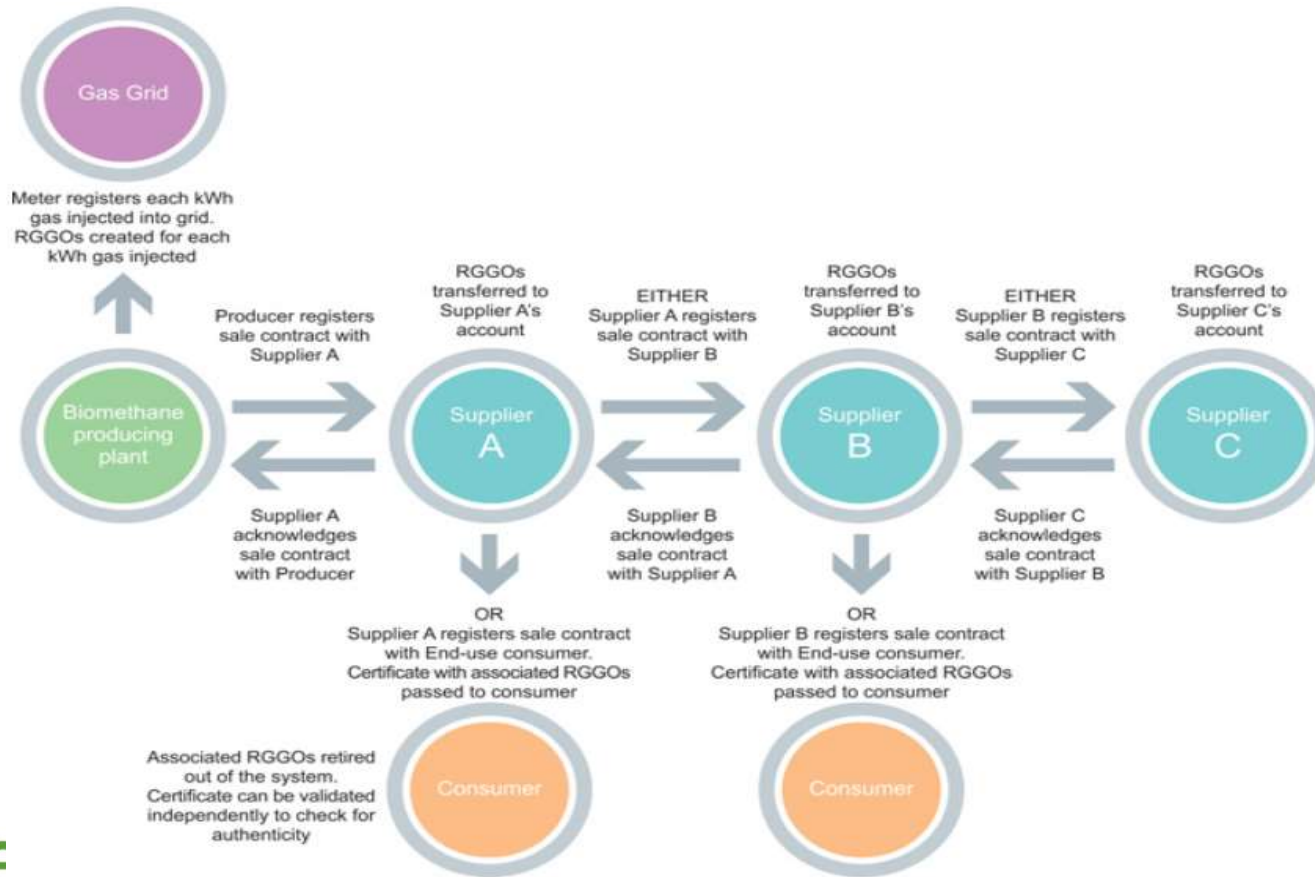 Gas Grid
Meter registers each kWh
gas injected into grid.
RGGOs created for each
kWh gas injected
Biomethane
producing
plant
Producer registers
sale contract with
Supplier A
Supplier A
acknowledges
sale contract
with Producer
RGGOs
transferred to
Supplier A's
account
Supplier
A
EITHER
Supplier A registers
sale contract with
Supplier B
Supplier B
acknowledges
sale contract
with Supplier A
RGGOs
transferred to
Supplier B's
account
Supplier
B
EITHER
Supplier B registers
sale contract with
Supplier C
Supplier C
acknowledges
sale contract
with Supplier B
RGGOs
transferred to
Supplier C's
account
Supplier
C
OR
Supplier A registers sale contract
with End-use consumer.
Certificate with associated RGGOs
passed to consumer
OR
Supplier B registers sale contract
with End-use consumer.
Certificate with associated RGGOs
passed to consumer
Associated RGGOs retired
out of the system.
Certificate can be validated
independently to check for
authenticity
Consumer
Consumer